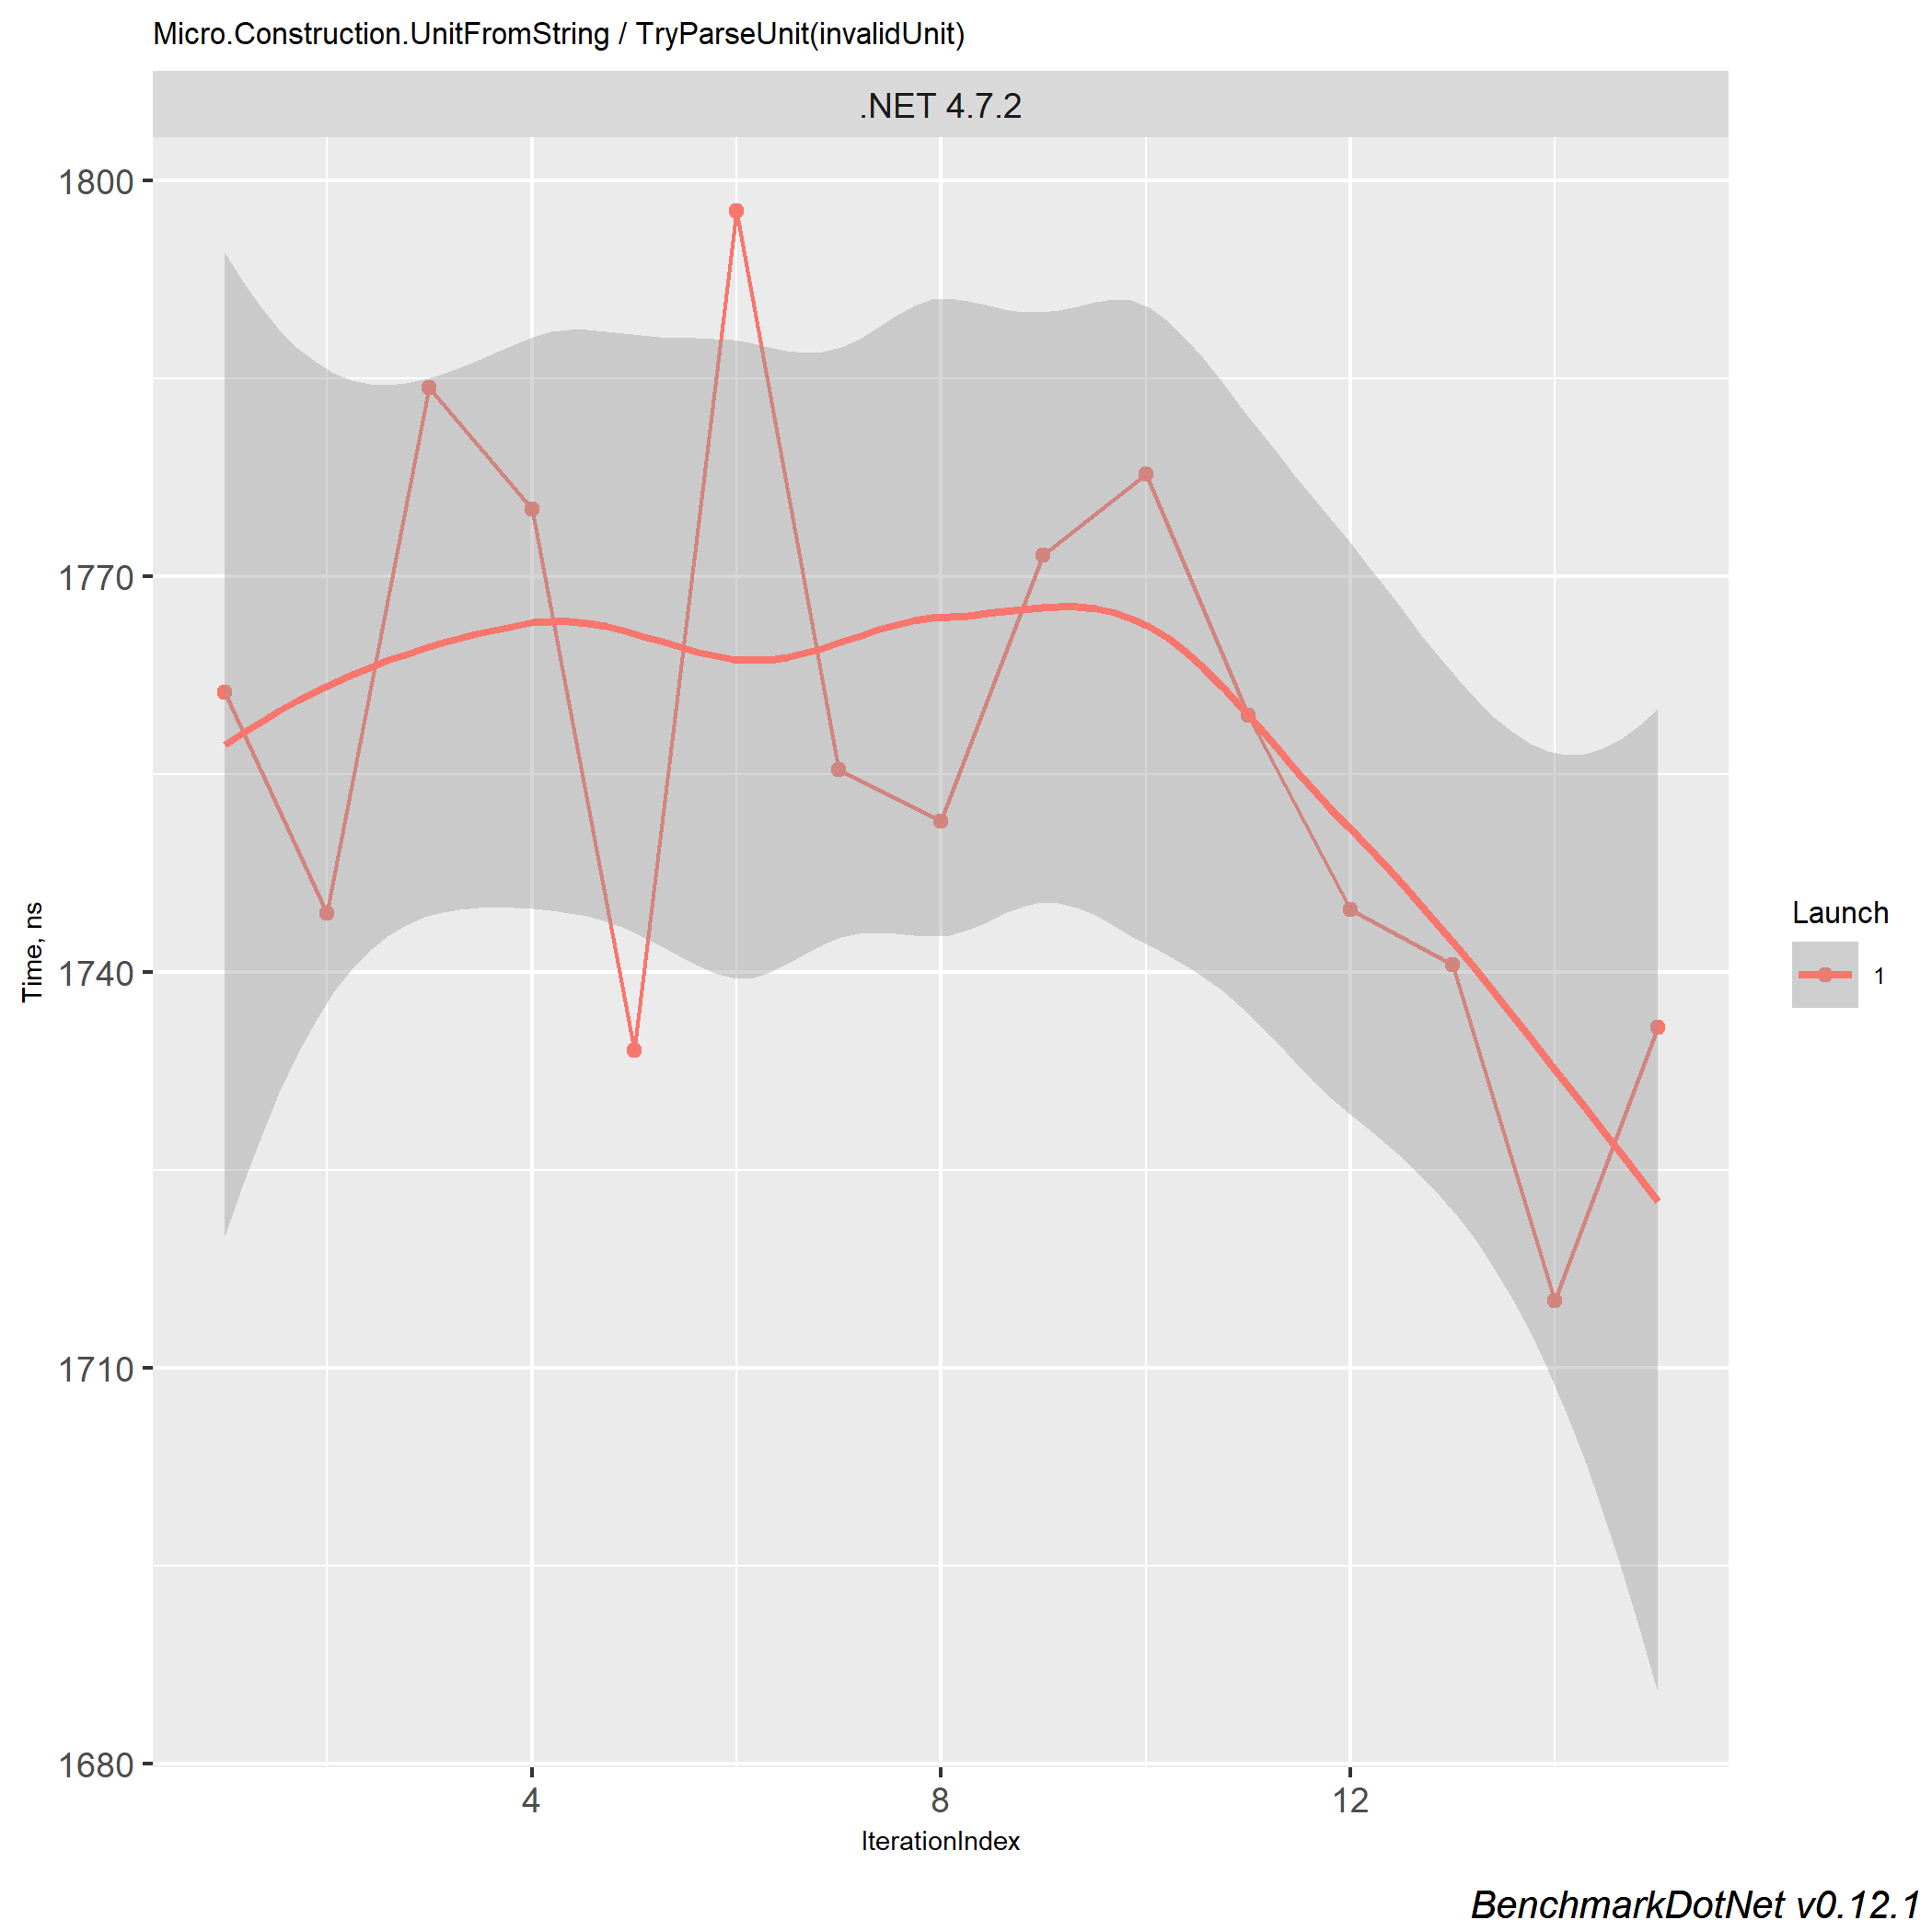 Micro.Construction.UnitFromString / TryParseUnit(invalidUnit)
.NET 4.7.2
1800
1770
1740
1710
1680
Time, ns
4 8 12
IterationIndex
Launch
1
BenchmarkDotNet v0.12.1